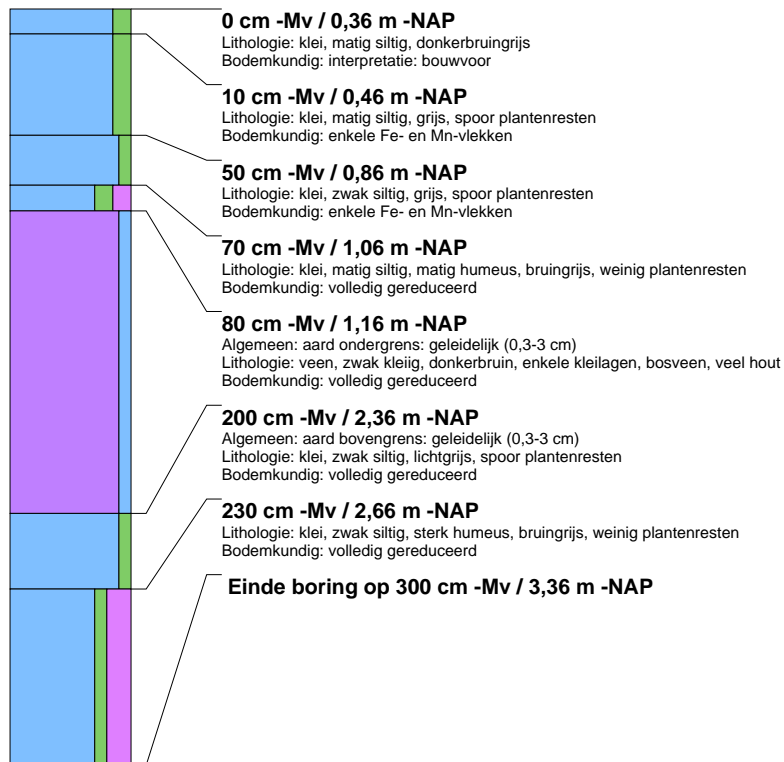 0 cm -Mv / 0,36 m -NAP
Lithologie: klei, matig siltig, donkerbruingrijs
Bodemkundig: interpretatie: bouwvoor
10 cm -Mv / 0,46 m -NAP
Lithologie: klei, matig siltig, grijs, spoor plantenresten
Bodemkundig: enkele Fe- en Mn-vlekken
50 cm -Mv / 0,86 m -NAP
Lithologie: klei, zwak siltig, grijs, spoor plantenresten
Bodemkundig: enkele Fe- en Mn-vlekken
70 cm -Mv / 1,06 m -NAP
Lithologie: klei, matig siltig, matig humeus, bruingrijs, weinig plantenresten
Bodemkundig: volledig gereduceerd
80 cm -Mv / 1,16 m -NAP
Algemeen: aard ondergrens: geleidelijk (0,3-3 cm)
Lithologie: veen, zwak kleiig, donkerbruin, enkele kleilagen, bosveen, veel hout
Bodemkundig: volledig gereduceerd
200 cm -Mv / 2,36 m -NAP
Algemeen: aard bovengrens: geleidelijk (0,3-3 cm)
Lithologie: klei, zwak siltig, lichtgrijs, spoor plantenresten
Bodemkundig: volledig gereduceerd
230 cm -Mv / 2,66 m -NAP
Lithologie: klei, zwak siltig, sterk humeus, bruingrijs, weinig plantenresten
Bodemkundig: volledig gereduceerd
Einde boring op 300 cm -Mv / 3,36 m -NAP